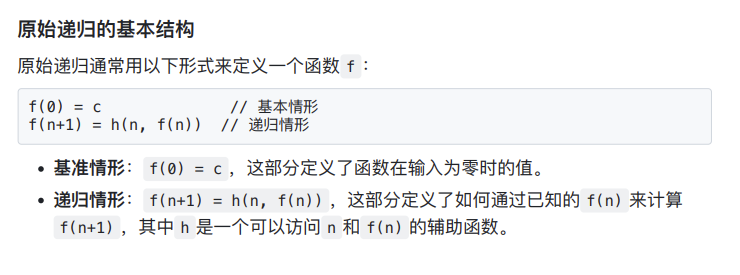 原始递归的基本结构
原始递归通常用以下形式来定义一个函数 f：
f(0) = c              // 基本情形
f(n+1) = h(n, f(n))  // 递归情形
• 基准情形： f(0) = c，这部分定义了函数在输入为零时的值。
• 递归情形： f(n+1) = h(n, f(n))，这部分定义了如何通过已知的 f(n) 来计算
f(n+1)，其中 h 是一个可以访问 n 和 f(n) 的辅助函数。